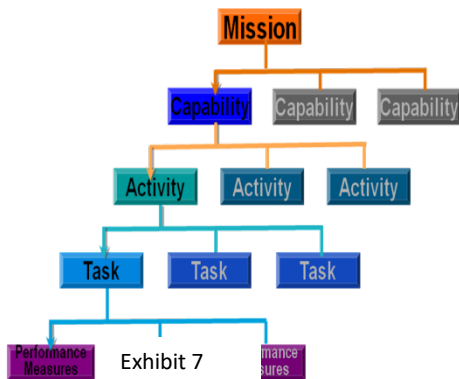 Mission
Capability Capability Capability
Activity Activity Activity
Task Task Task
Performance
Measures
Exhibit 7